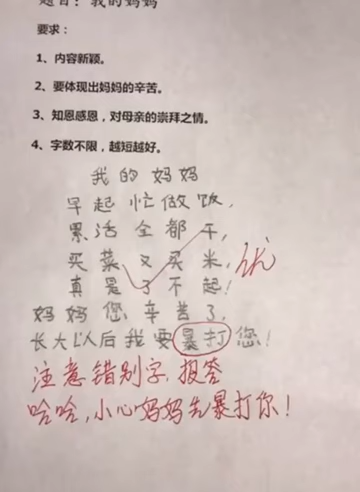 题目：我的妈妈
要求：
1、内容新颖。
2、要体现出妈妈的辛苦。
3、知恩感恩，对母亲的崇拜之情。
4、字数不限，越短越好。
我的妈妈
早起忙做饭，
累活全都干，
买菜又买米，
真是了不起！
妈妈您辛苦了，
长大以后我要暴打您！
优
注意错别字，报答
哈哈，小心妈妈先暴打你！